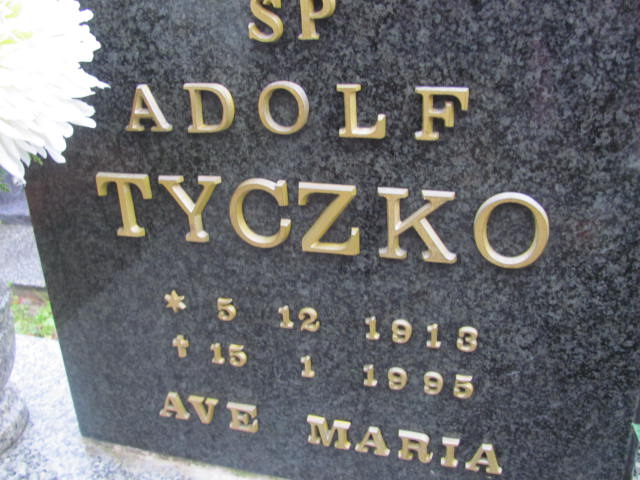 SP
ADOLF
TYCZKO
* 5 12 1913
† 15 1 1995
AVE MARIA